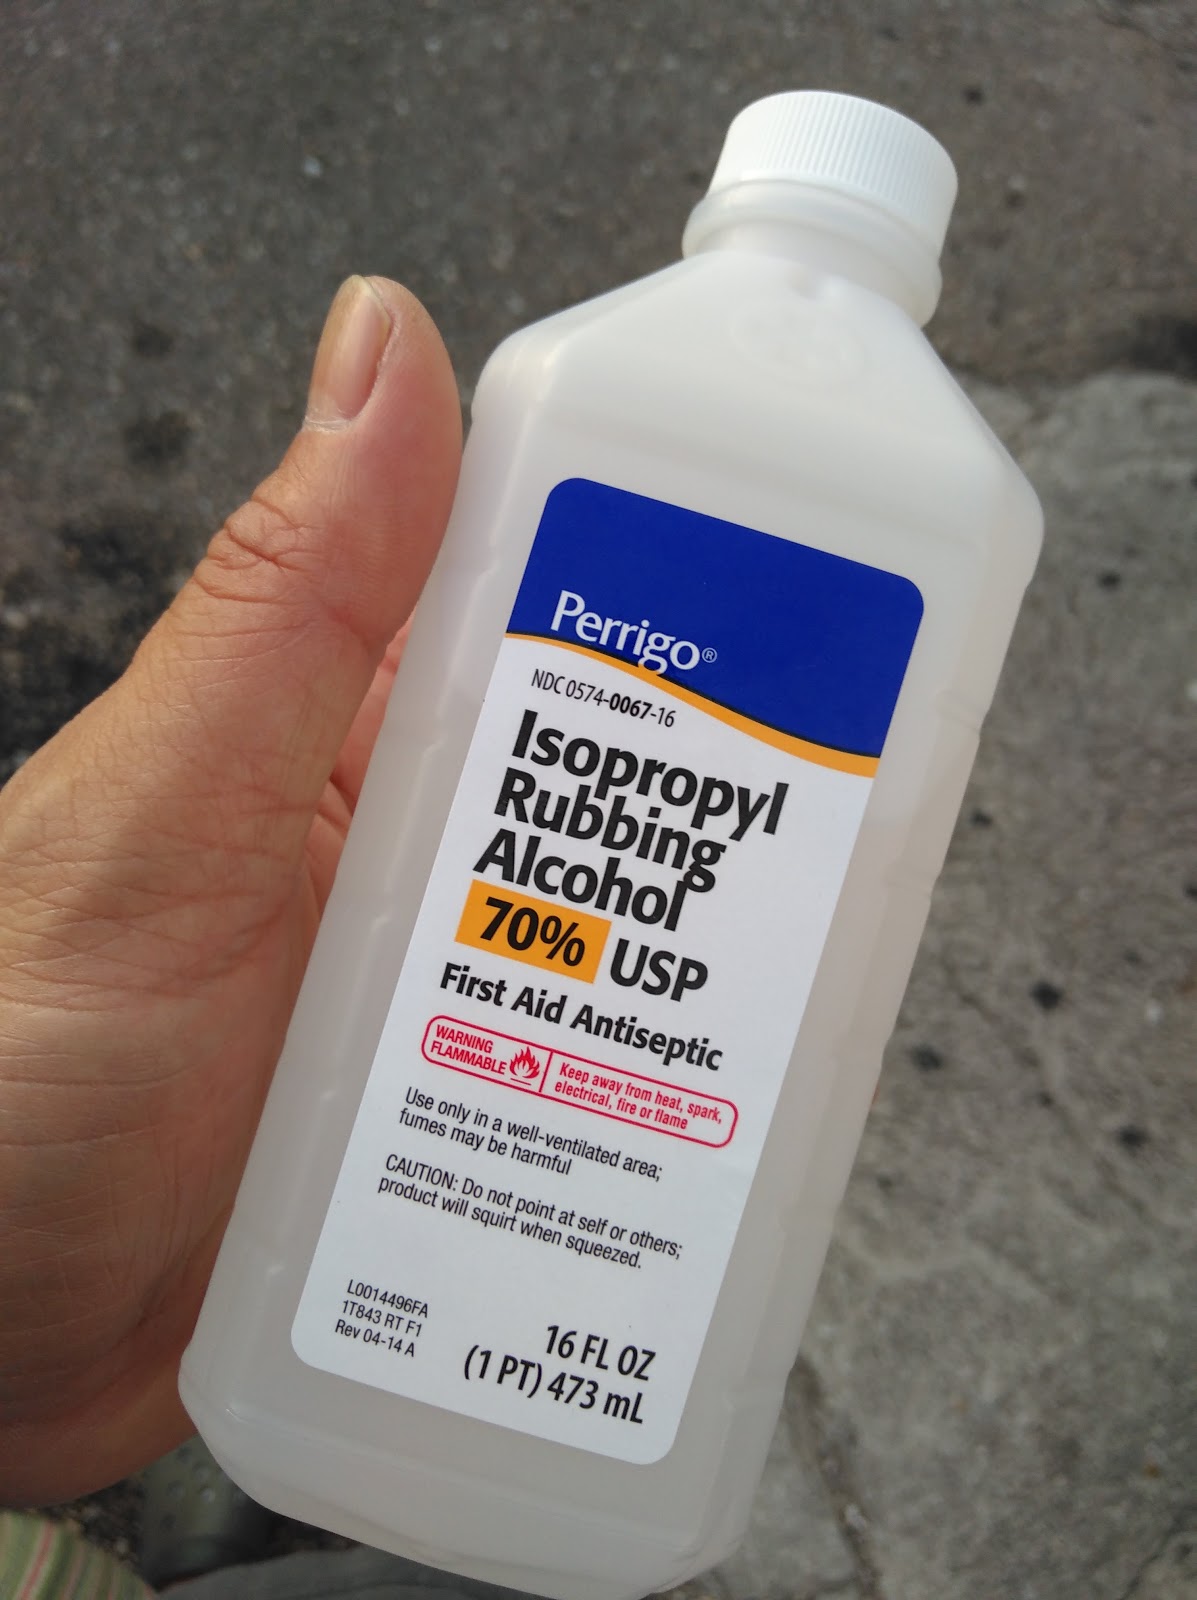 Perrigo®
NDC 0574-0067-16
Isopropyl
Rubbing
Alcohol
70% USP
First Aid Antiseptic
WARNING
FLAMMABLE
Keep away from heat, spark,
electrical, fire or flame
Use only in a well-ventilated area;
fumes may be harmful
CAUTION: Do not point at self or others;
product will squirt when squeezed.
L0014496FA
1T843 RT F1
Rev 04-14 A
16 FL OZ
(1 PT) 473 mL